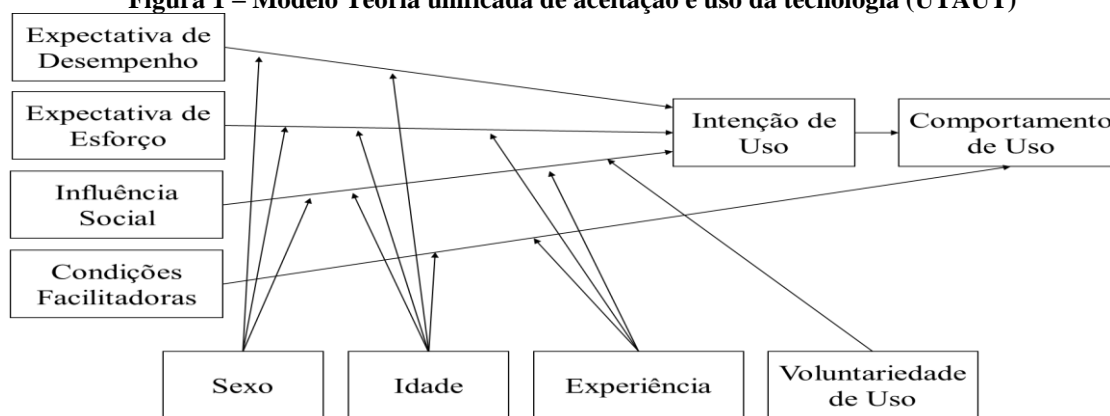 Figura 1 – Modelo Teoria unificada de aceitação e uso da tecnologia (UTAUT)
Expectativa de
Desempenho
Expectativa de
Esforço
Influência
Social
Condições
Facilitadoras
Intenção de
Uso
Comportamento
de Uso
Sexo
Idade
Experiência
Voluntariedade
de Uso